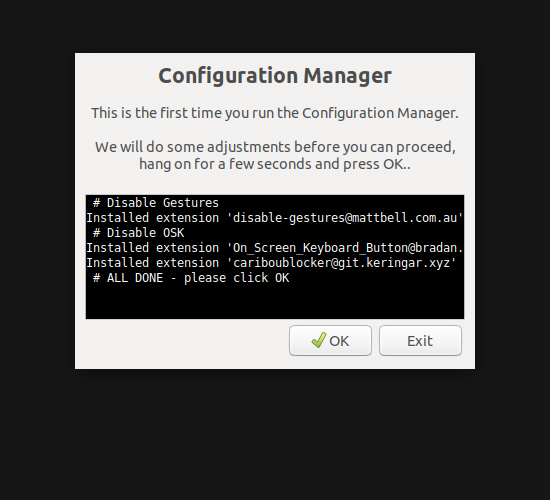 Configuration Manager
This is the first time you run the Configuration Manager.
We will do some adjustments before you can proceed,
hang on for a few seconds and press OK..
# Disable Gestures
Installed extension 'disable-gestures@mattbell.com.au'
# Disable OSK
Installed extension 'On_Screen_Keyboard_Button@bradan.
Installed extension 'cariboublocker@git.keringar.xyz'
# ALL DONE - please click OK
OK
Exit